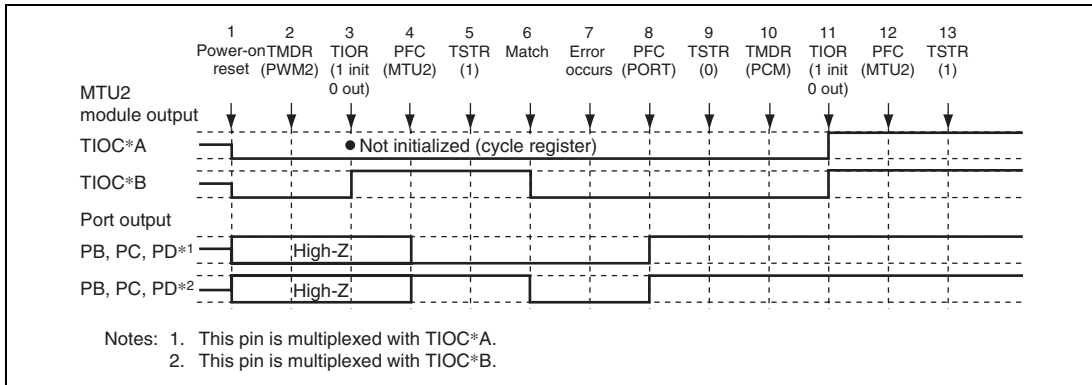 1 2 3 4 5 6 7 8 9 10 11 12 13
Power-on TMDR TIOR PFC TSTR Match Error PFC TSTR TMDR TIOR PFC TSTR
reset (PWM2) (1 init (MTU2) (1) occurs (PORT) (0) (PCM) (1 init (MTU2) (1)
0 out) 0 out)
MTU2
module output
TIOC*A
● Not initialized (cycle register)
TIOC*B
Port output
PB, PC, PD*1
High-Z
PB, PC, PD*2
High-Z
Notes: 1. This pin is multiplexed with TIOC*A.
2. This pin is multiplexed with TIOC*B.